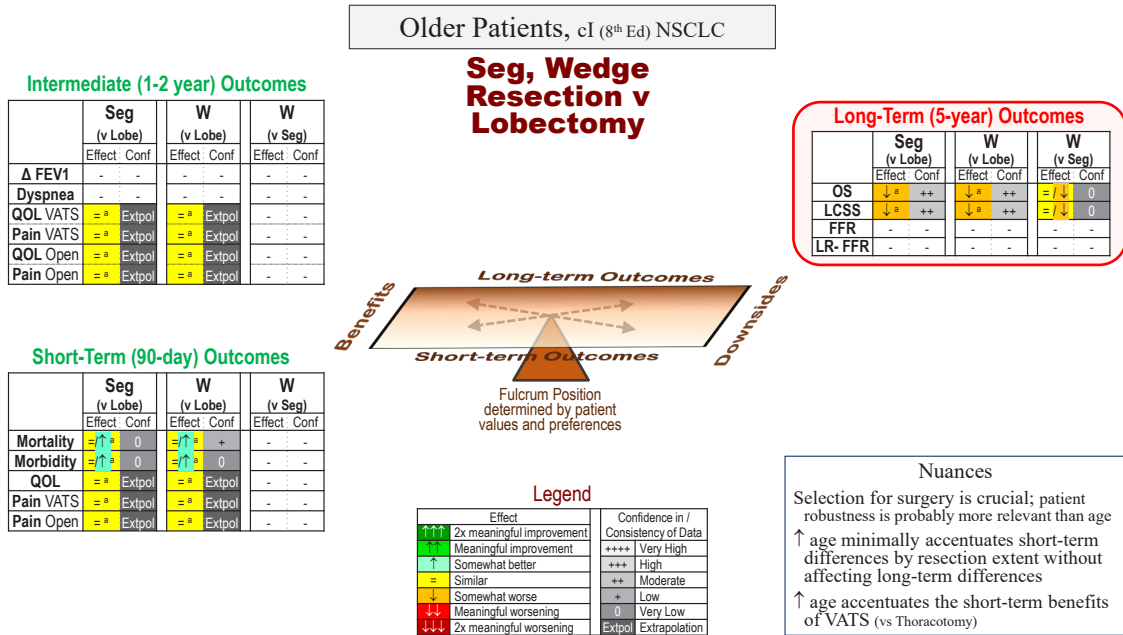 Older Patients, cI (8th Ed) NSCLC
Seg, Wedge
Resection v
Lobectomy
Intermediate (1-2 year) Outcomes
Seg W W
(v Lobe) (v Lobe) (v Seg)
Effect Conf Effect Conf Effect Conf
Δ FEV1 - - - - - -
Dyspnea - - - - - -
QOL VATS = a Extpol = a Extpol - -
Pain VATS = a Extpol = a Extpol - -
QOL Open = a Extpol = a Extpol - -
Pain Open = a Extpol = a Extpol - -
Long-Term (5-year) Outcomes
Seg W W
(v Lobe) (v Lobe) (v Seg)
Effect Conf Effect Conf Effect Conf
OS ↓ a ++ ↓ a ++ = / ↓ 0
LCSS ↓ a ++ ↓ a ++ = / ↓ 0
FFR - - - - - -
LR- FFR - - - - - -
Long-term Outcomes
Benefits
Downsides
Short-term Outcomes
Fulcrum Position
determined by patient
values and preferences
Short-Term (90-day) Outcomes
Seg W W
(v Lobe) (v Lobe) (v Seg)
Effect Conf Effect Conf Effect Conf
Mortality =/↑ a 0 =/↑ a + - -
Morbidity =/↑ a 0 =/↑ a 0 - -
QOL = a Extpol = a Extpol - -
Pain VATS = a Extpol = a Extpol - -
Pain Open = a Extpol = a Extpol - -
Legend
Effect Confidence in /
Consistency of Data
↑↑↑ 2x meaningful improvement ++++ Very High
↑↑ Meaningful improvement +++ High
↑ Somewhat better ++ Moderate
= Similar + Low
↓ Somewhat worse 0 Very Low
↓↓ Meaningful worsening Extpol Extrapolation
↓↓↓ 2x meaningful worsening
Nuances
Selection for surgery is crucial; patient
robustness is probably more relevant than age
↑ age minimally accentuates short-term
differences by resection extent without
affecting long-term differences
↑ age accentuates the short-term benefits
of VATS (vs Thoracotomy)